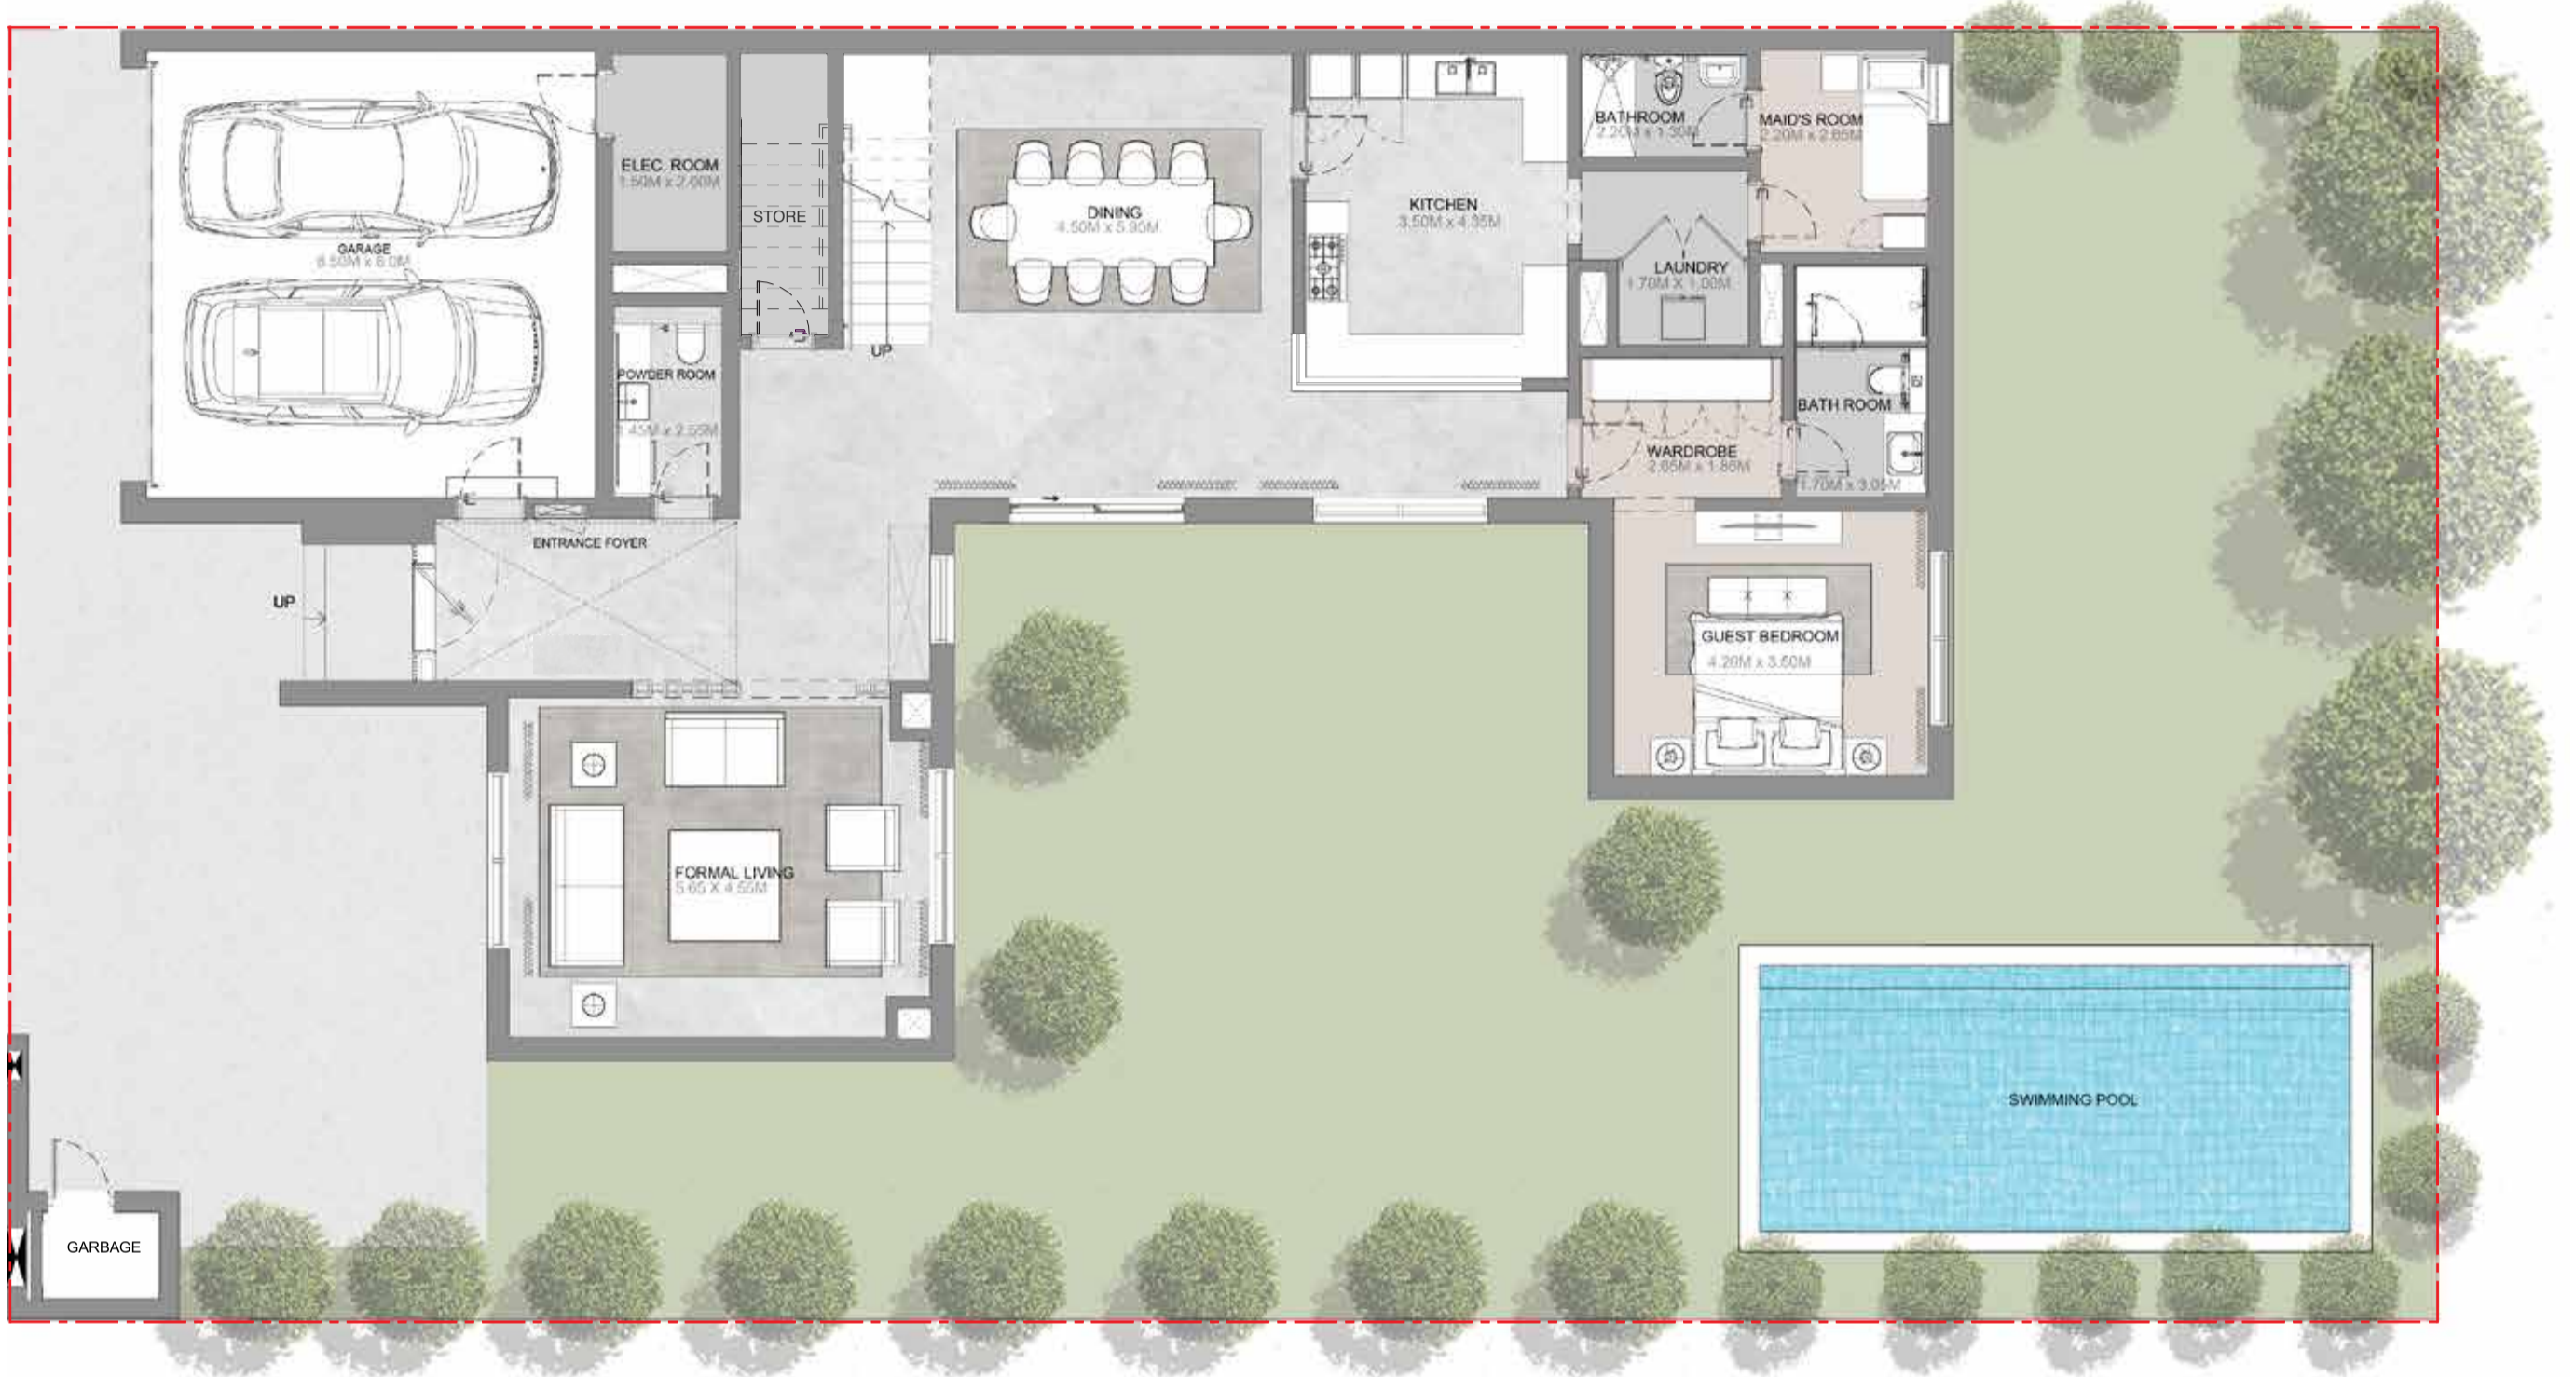 BATHROOM
2.20M x 1.30M
MAID'S ROOM
2.20M x 2.85M
ELEC. ROOM
1.50M x 2.60M
STORE
DINING
4.50M x 5.95M
KITCHEN
3.50M x 4.35M
GARAGE
6.50M x 6.0M
LAUNDRY
1.70M X 1.00M
UP
POWDER ROOM
1.45M x 2.55M
BATH ROOM
1.70M x 3.05M
WARDROBE
2.65M x 1.85M
ENTRANCE FOYER
UP
GUEST BEDROOM
4.20M x 3.60M
FORMAL LIVING
5.65 X 4.55M
SWIMMING POOL
GARBAGE